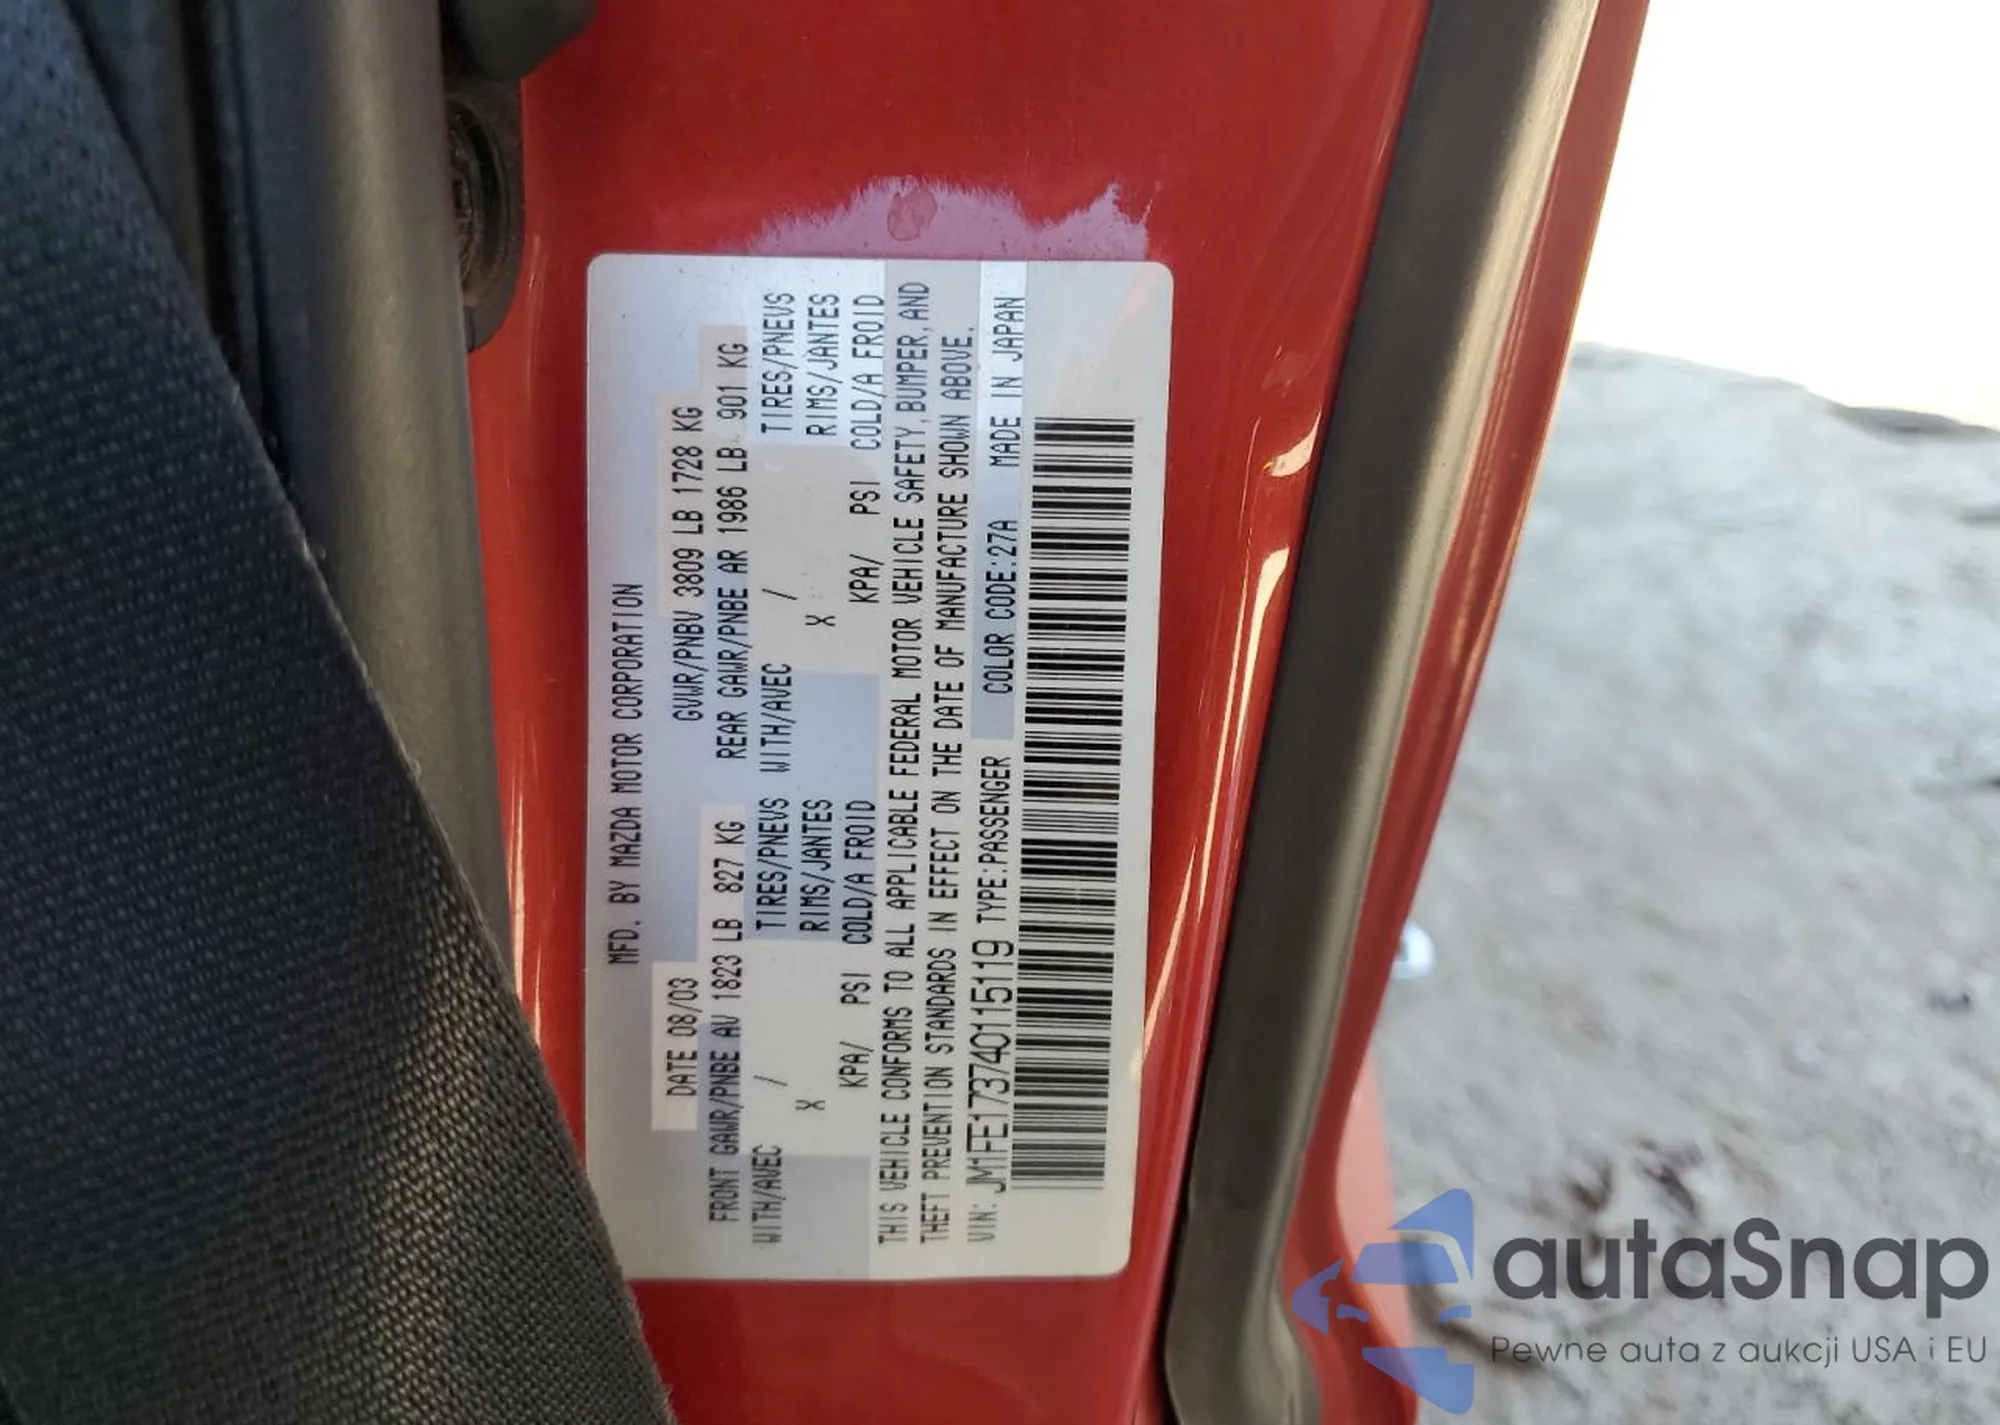 MFD. BY MAZDA MOTOR CORPORATION
DATE 08/03 GVWR/PNBV 3809 LB 1728 KG
FRONT GAWR/PNBE AV 1823 LB 827 KG REAR GAWR/PNBE AR 1986 LB 901 KG
WITH/AVEC / TIRES/PNEVS WITH/AVEC / TIRES/PNEVS
X RIMS/JANTES X RIMS/JANTES
KPA/ PSI COLD/A FROID KPA/ PSI COLD/A FROID
THIS VEHICLE CONFORMS TO ALL APPLICABLE FEDERAL MOTOR VEHICLE SAFETY, BUMPER, AND
THEFT PREVENTION STANDARDS IN EFFECT ON THE DATE OF MANUFACTURE SHOWN ABOVE.
VIN: JM1FE173740115119 TYPE:PASSENGER COLOR CODE:27A MADE IN JAPAN
autaSnap
Pewne auta z aukcji USA i EU